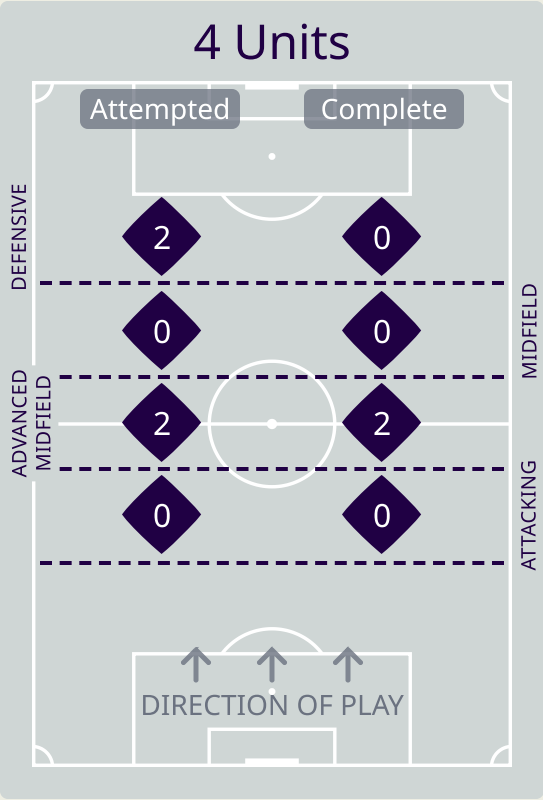 4 Units
Attempted
Complete
DEFENSIVE
2
0
MIDFIELD
0
0
ADVANCED
MIDFIELD
2
2
ATTACKING
0
0
DIRECTION OF PLAY